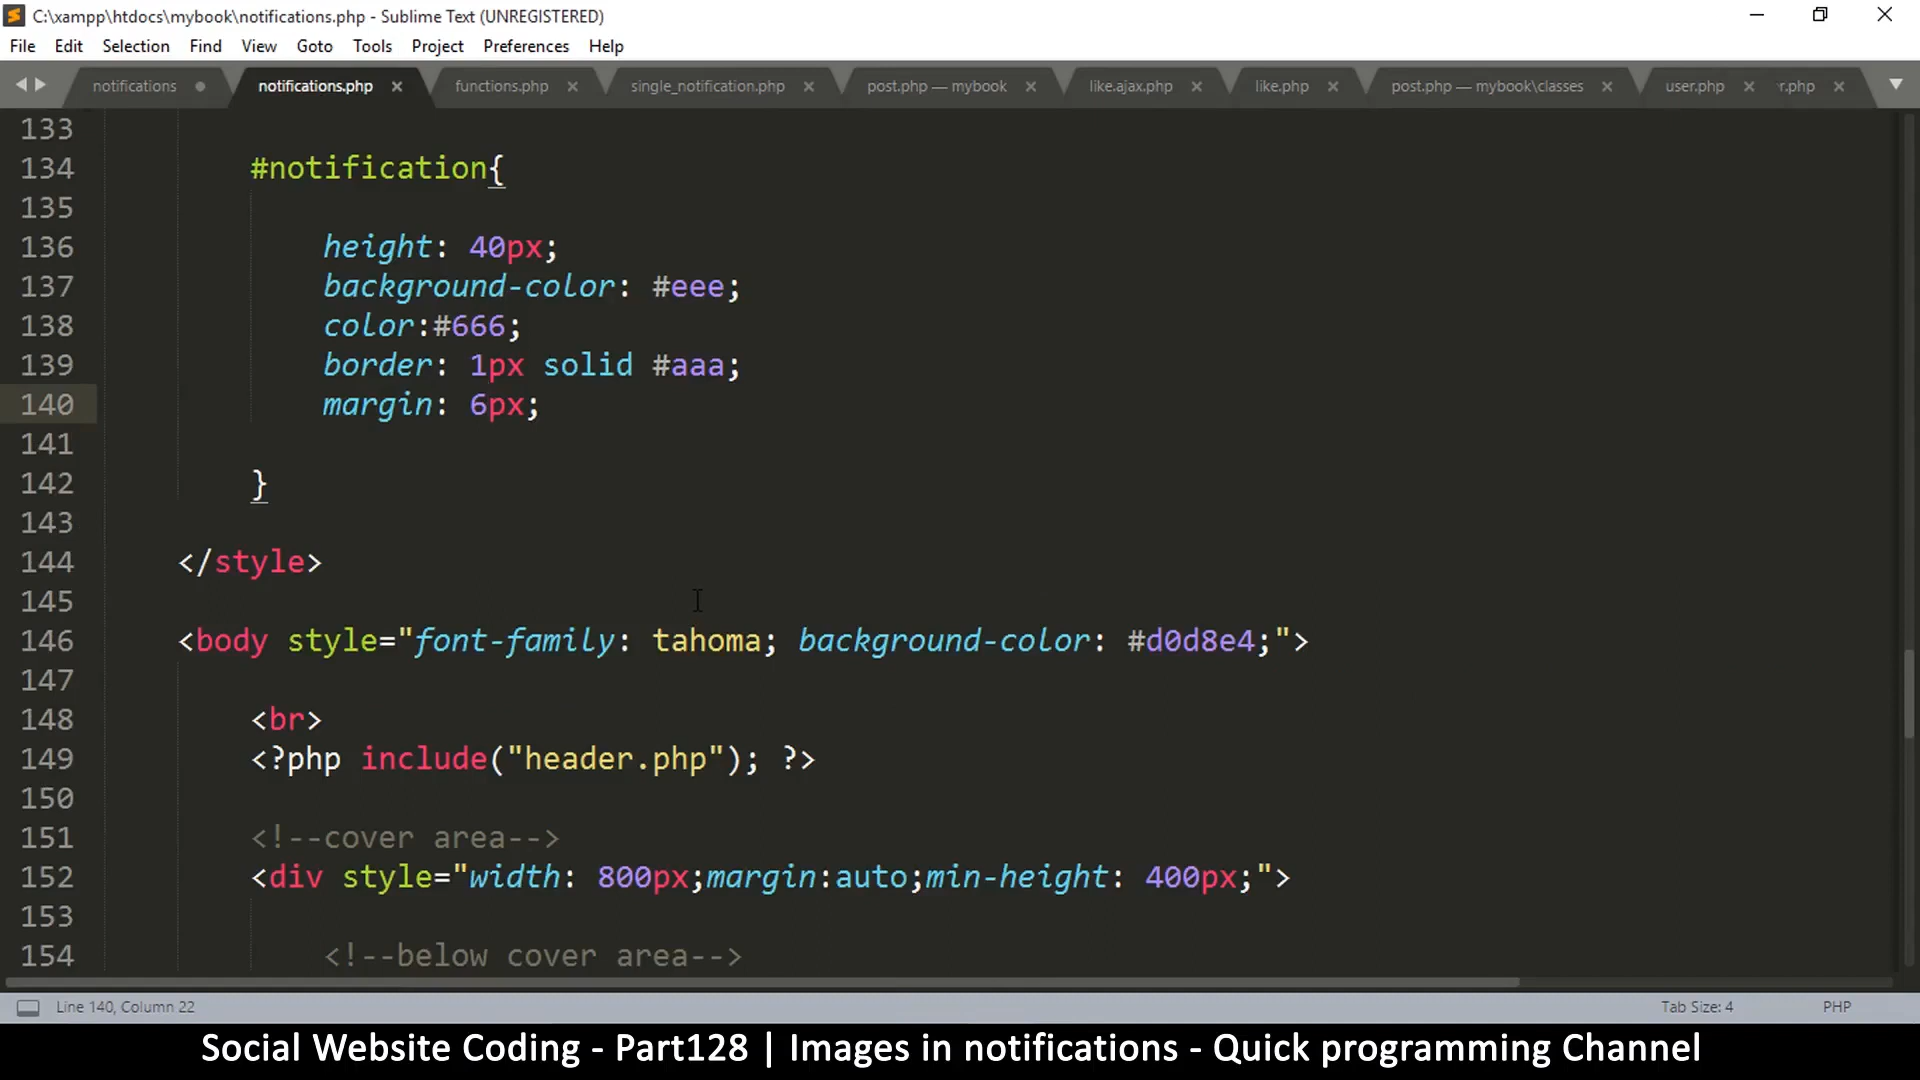 C:\xampp\htdocs\mybook\notifications.php - Sublime Text (UNREGISTERED)
File Edit Selection Find View Goto Tools Project Preferences Help
notifications notifications.php functions.php single_notification.php post.php — mybook like.ajax.php like.php post.php — mybook\classes user.php r.php
133
134 #notification{
135
136 height: 40px;
137 background-color: #eee;
138 color:#666;
139 border: 1px solid #aaa;
140 margin: 6px;
141
142 }
143
144 </style>
145
146 <body style="font-family: tahoma; background-color: #d0d8e4;">
147
148 <br>
149 <?php include("header.php"); ?>
150
151 <!--cover area-->
152 <div style="width: 800px;margin:auto;min-height: 400px;">
153
154 <!--below cover area-->
Line 140, Column 22 Tab Size: 4 PHP
Social Website Coding - Part128 | Images in notifications - Quick programming Channel